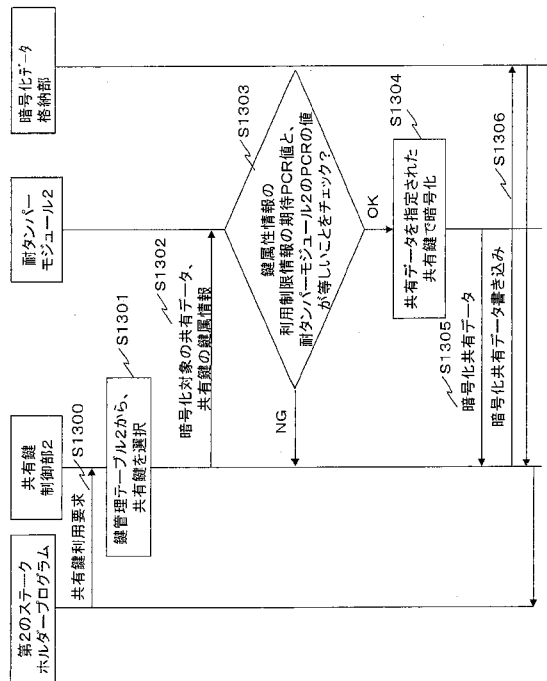 第2のステーク
ホルダープログラム
共有鍵
制御部2
耐タンパー
モジュール2
暗号化データ
格納部
共有鍵利用要求
S1300
鍵管理テーブル2から、
共有鍵を選択
S1301
暗号化対象の共有データ、
共有鍵の鍵属性情報
S1302
鍵属性情報の
利用制限情報の期待PCR値と、
耐タンパーモジュール2のPCRの値
が等しいことをチェック?
S1303
NG
OK
共有データを指定された
共有鍵で暗号化
S1304
暗号化共有データ
S1305
暗号化共有データ書き込み
S1306